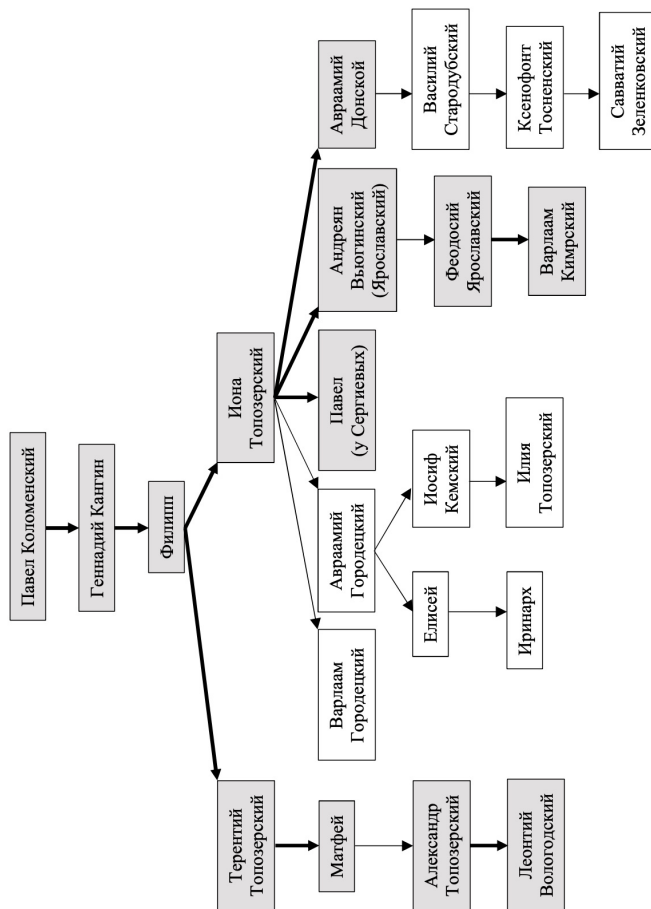 Павел Коломенский
Геннадий Кангин
Филипп
Терентий
Топозерский
Иона
Топозерский
Матфей
Варлаам
Городецкий
Авраамий
Городецкий
Павел
(у Сергиевых)
Андреян
Вьюгинский
(Ярославский)
Авраамий
Донской
Александр
Топозерский
Елисей
Иосиф
Кемский
Феодосий
Ярославский
Василий
Стародубский
Леонтий
Вологодский
Иринарх
Илия
Топозерский
Варлаам
Кимрский
Ксенофонт
Тосненский
Савватий
Зеленковский